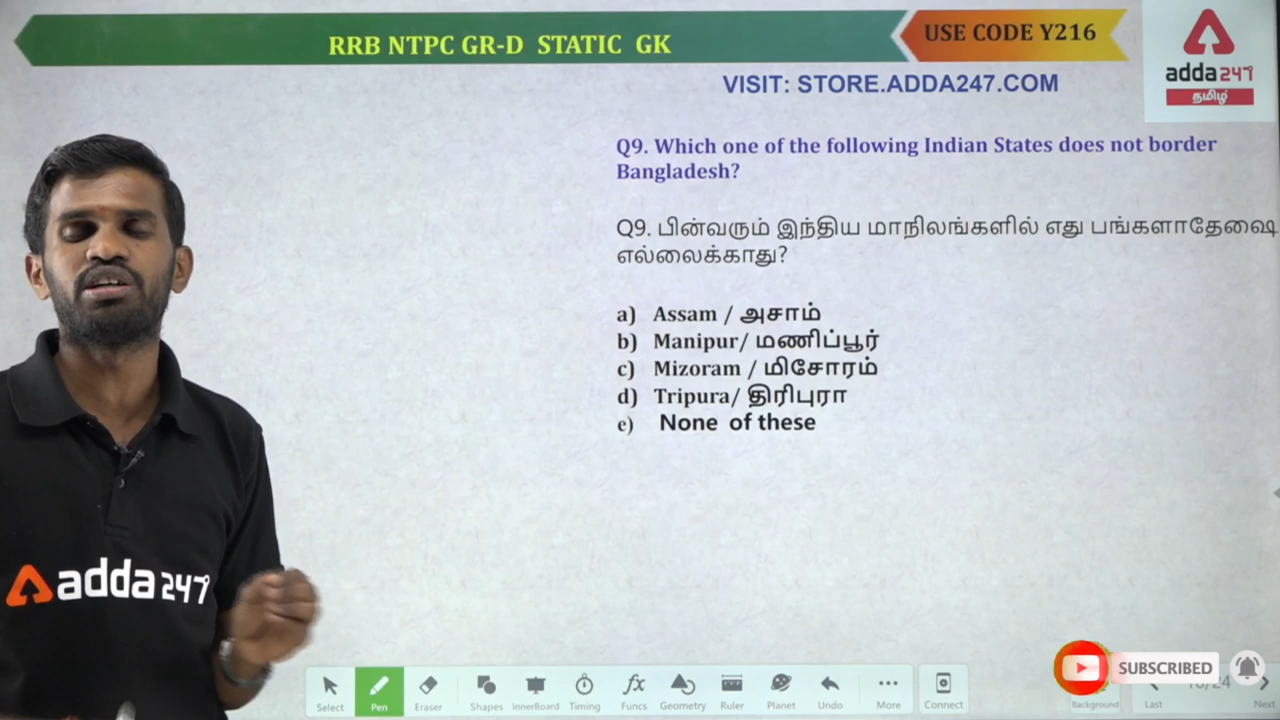 RRB NTPC GR-D STATIC GK
USE CODE Y216
adda247
தமிழ்
VISIT: STORE.ADDA247.COM
Q9. Which one of the following Indian States does not border
Bangladesh?
Q9. பின்வரும் இந்திய மாநிலங்களில் எது பங்களாதேஷை
எல்லைக்காது?
a) Assam / அசாம்
b) Manipur/ மணிப்பூர்
c) Mizoram / மிசோரம்
d) Tripura/ திரிபுரா
e) None of these
adda247
SUBSCRIBED
Select Pen Eraser Shapes InnerBoard Timing Funcs Geometry Ruler Planet Undo More Connect Background Last Next